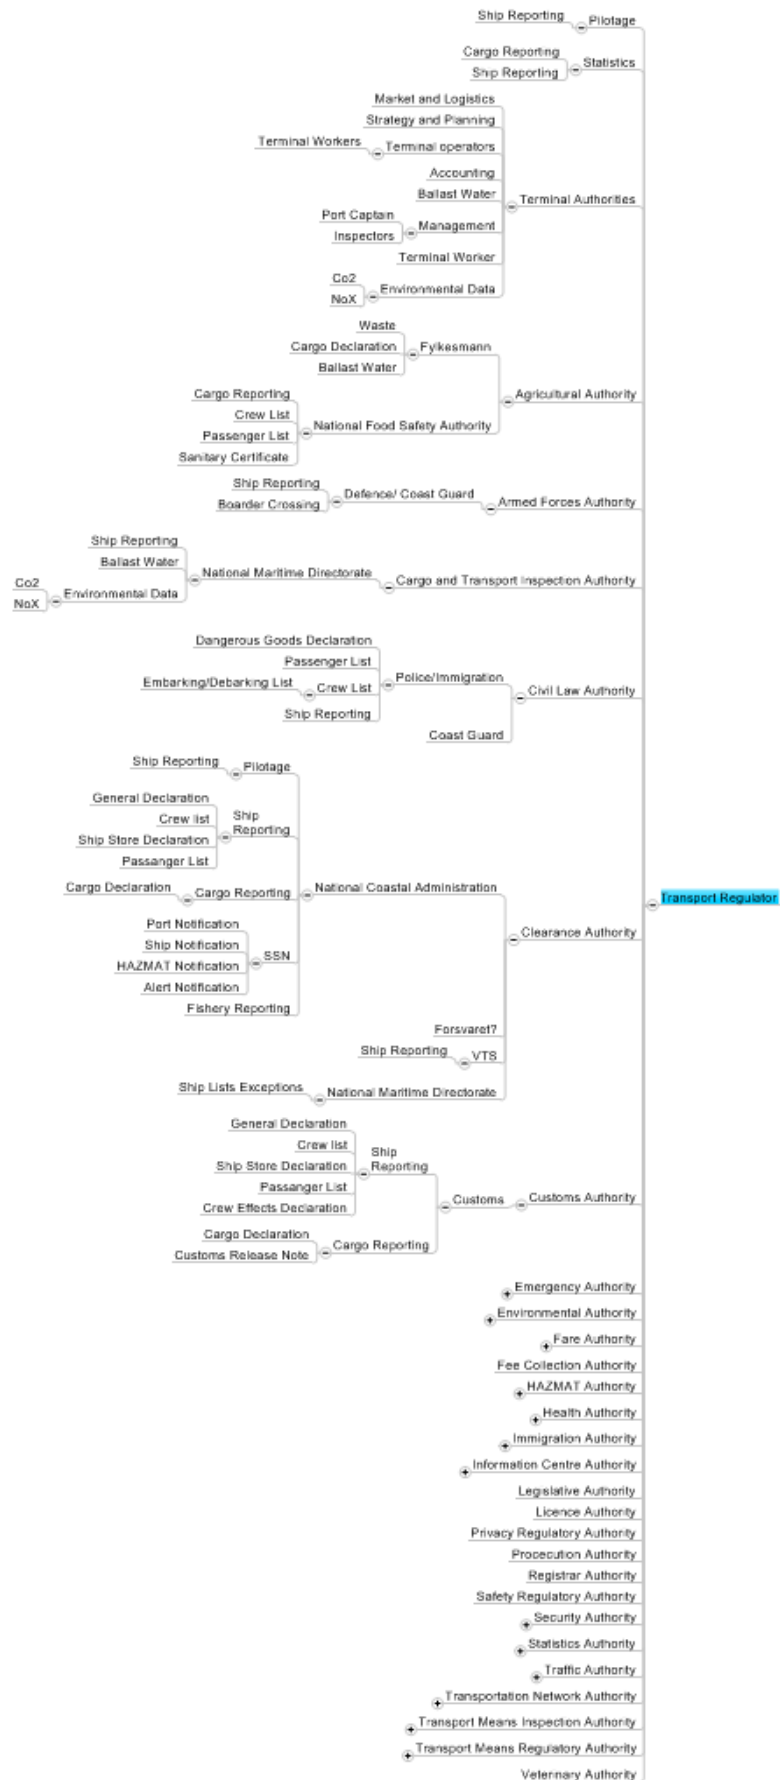 Ship Reporting
Pilotage
Cargo Reporting
Ship Reporting
Statistics
Market and Logistics
Strategy and Planning
Terminal Workers
Terminal operators
Accounting
Ballast Water
Port Captain
Inspectors
Management
Terminal Worker
Co2
NoX
Environmental Data
Terminal Authorities
Waste
Cargo Declaration
Ballast Water
Fylkesmann
Cargo Reporting
Crew List
Passenger List
Sanitary Certificate
National Food Safety Authority
Agricultural Authority
Ship Reporting
Boarder Crossing
Defence/ Coast Guard
Armed Forces Authority
Ship Reporting
Ballast Water
Co2
NoX
Environmental Data
National Maritime Directorate
Cargo and Transport Inspection Authority
Dangerous Goods Declaration
Passenger List
Embarking/Debarking List
Crew List
Ship Reporting
Police/Immigration
Coast Guard
Civil Law Authority
Ship Reporting
Pilotage
General Declaration
Crew list
Ship Store Declaration
Passanger List
Ship
Reporting
Cargo Declaration
Cargo Reporting
Port Notification
Ship Notification
HAZMAT Notification
Alert Notification
SSN
Fishery Reporting
National Coastal Administration
Forsvaret?
Ship Reporting
VTS
Ship Lists Exceptions
National Maritime Directorate
Clearance Authority
Transport Regulator
General Declaration
Crew list
Ship Store Declaration
Passanger List
Crew Effects Declaration
Ship
Reporting
Cargo Declaration
Customs Release Note
Cargo Reporting
Customs
Customs Authority
Emergency Authority
Environmental Authority
Fare Authority
Fee Collection Authority
HAZMAT Authority
Health Authority
Immigration Authority
Information Centre Authority
Legislative Authority
Licence Authority
Privacy Regulatory Authority
Procecution Authority
Registrar Authority
Safety Regulatory Authority
Security Authority
Statistics Authority
Traffic Authority
Transportation Network Authority
Transport Means Inspection Authority
Transport Means Regulatory Authority
Veterinary Authority